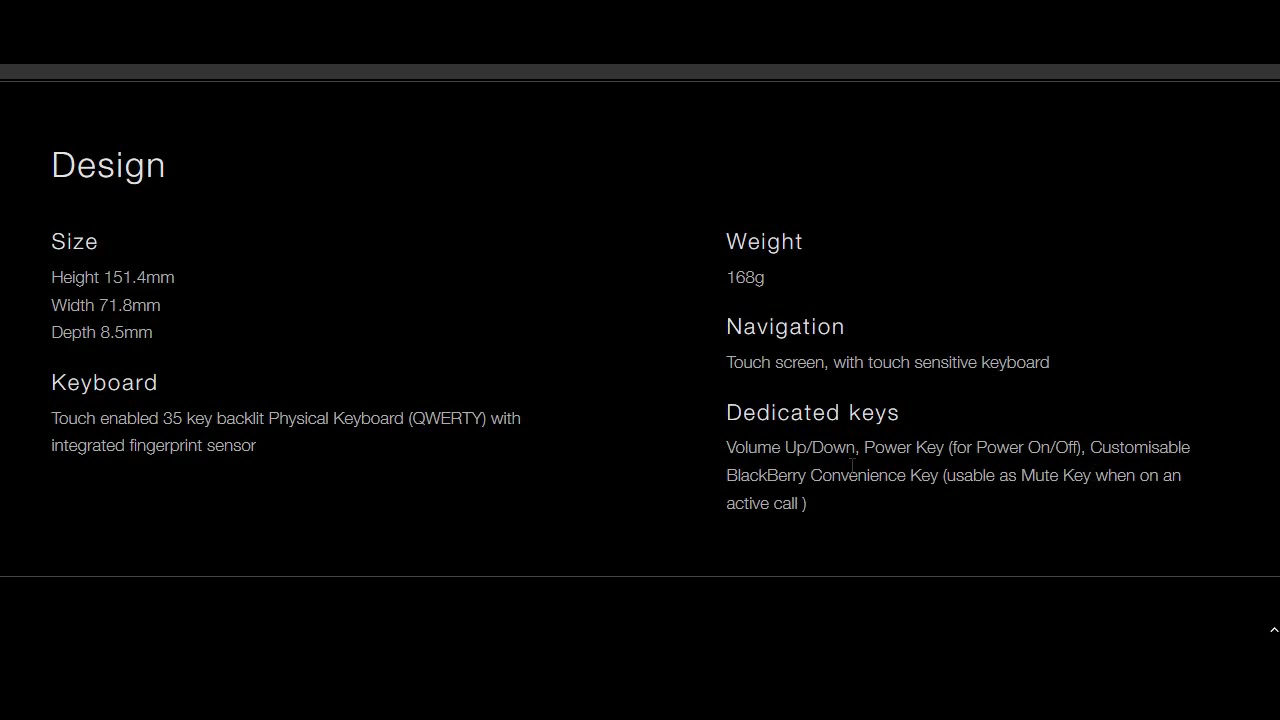 Design
Size
Height 151.4mm
Width 71.8mm
Depth 8.5mm
Keyboard
Touch enabled 35 key backlit Physical Keyboard (QWERTY) with
integrated fingerprint sensor
Weight
168g
Navigation
Touch screen, with touch sensitive keyboard
Dedicated keys
Volume Up/Down, Power Key (for Power On/Off), Customisable
BlackBerry Convenience Key (usable as Mute Key when on an
active call )